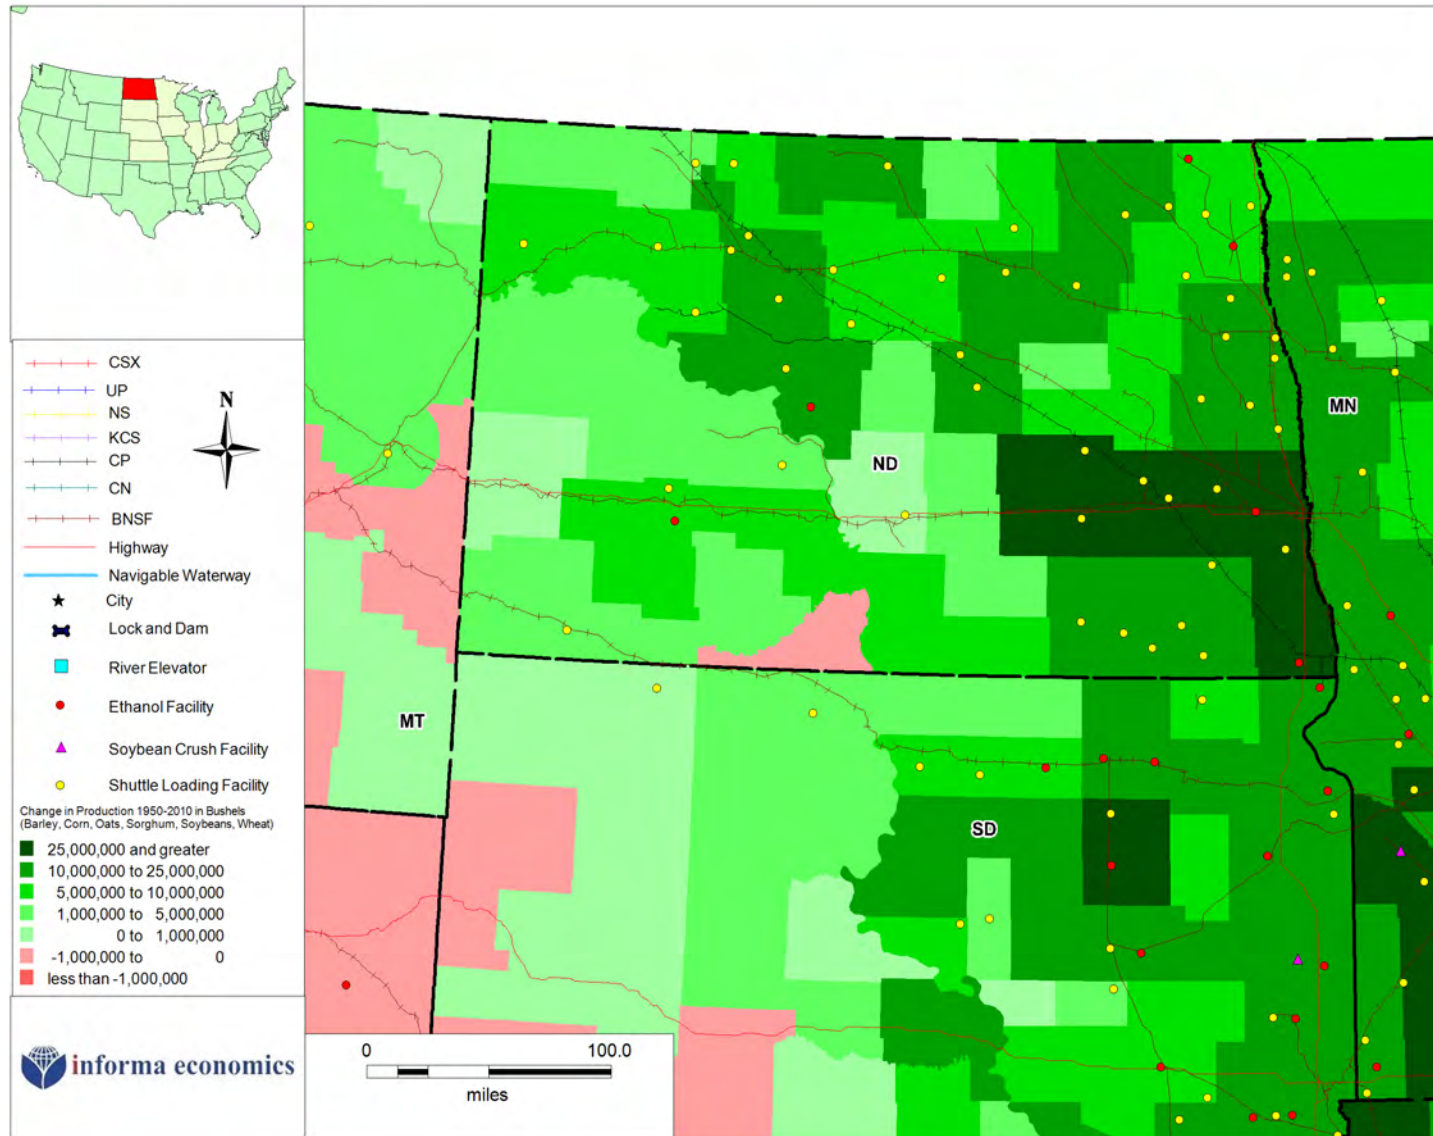 CSX
UP
NS
KCS
CP
CN
BNSF
Highway
Navigable Waterway
City
Lock and Dam
River Elevator
Ethanol Facility
Soybean Crush Facility
Shuttle Loading Facility
N
Change in Production 1950-2010 in Bushels
(Barley, Corn, Oats, Sorghum, Soybeans, Wheat)
25,000,000 and greater
10,000,000 to 25,000,000
5,000,000 to 10,000,000
1,000,000 to 5,000,000
0 to 1,000,000
-1,000,000 to 0
less than -1,000,000
informa economics
MN
ND
MT
SD
0 100.0
miles